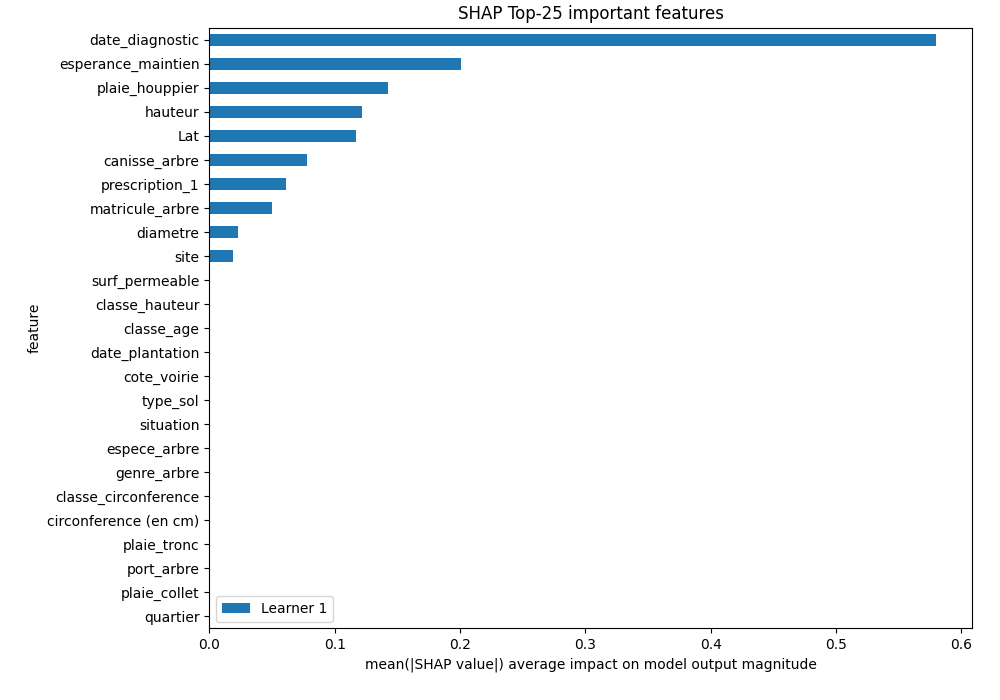 SHAP Top-25 important features
date_diagnostic
esperance_maintien
plaie_houppier
hauteur
Lat
canisse_arbre
prescription_1
matricule_arbre
diametre
site
surf_permeable
classe_hauteur
classe_age
date_plantation
cote_voirie
type_sol
situation
espece_arbre
genre_arbre
classe_circonference
circonference (en cm)
plaie_tronc
port_arbre
plaie_collet
quartier
feature
Learner 1
0.0 0.1 0.2 0.3 0.4 0.5 0.6
mean(|SHAP value|) average impact on model output magnitude